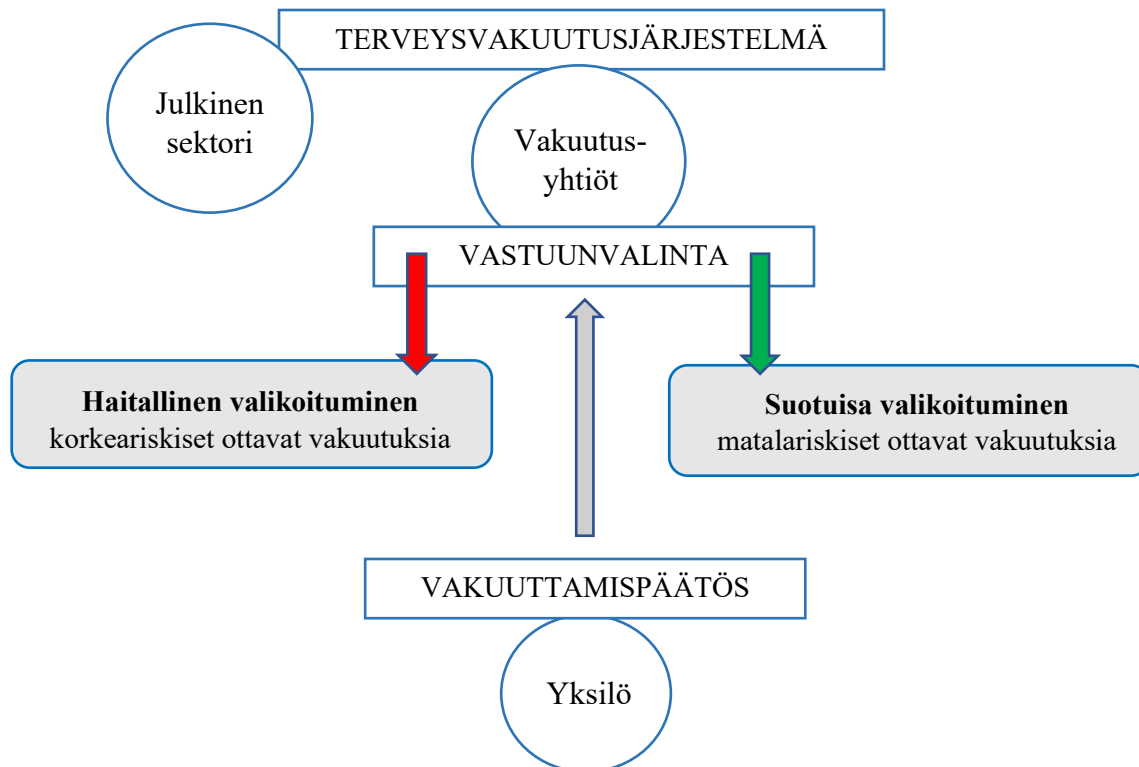 TERVEYSVAKUUTUSJÄRJESTELMÄ
Julkinen
sektori
Vakuutus-
yhtiöt
VASTUUNVALINTA
Haitallinen valikoituminen
korkeariskiset ottavat vakuutuksia
Suotuisa valikoituminen
matalariskiset ottavat vakuutuksia
VAKUUTTAMISPÄÄTÖS
Yksilö